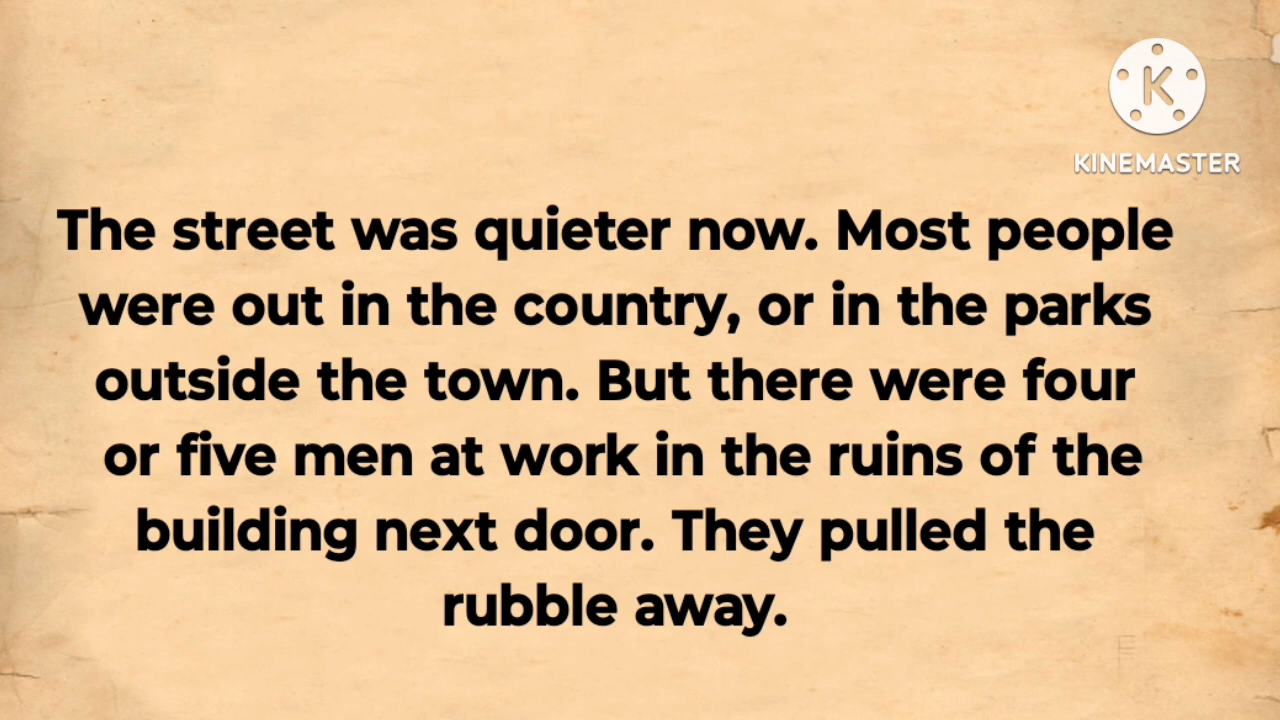 K
KINEMASTER
The street was quieter now. Most people
were out in the country, or in the parks
outside the town. But there were four
or five men at work in the ruins of the
building next door. They pulled the
rubble away.